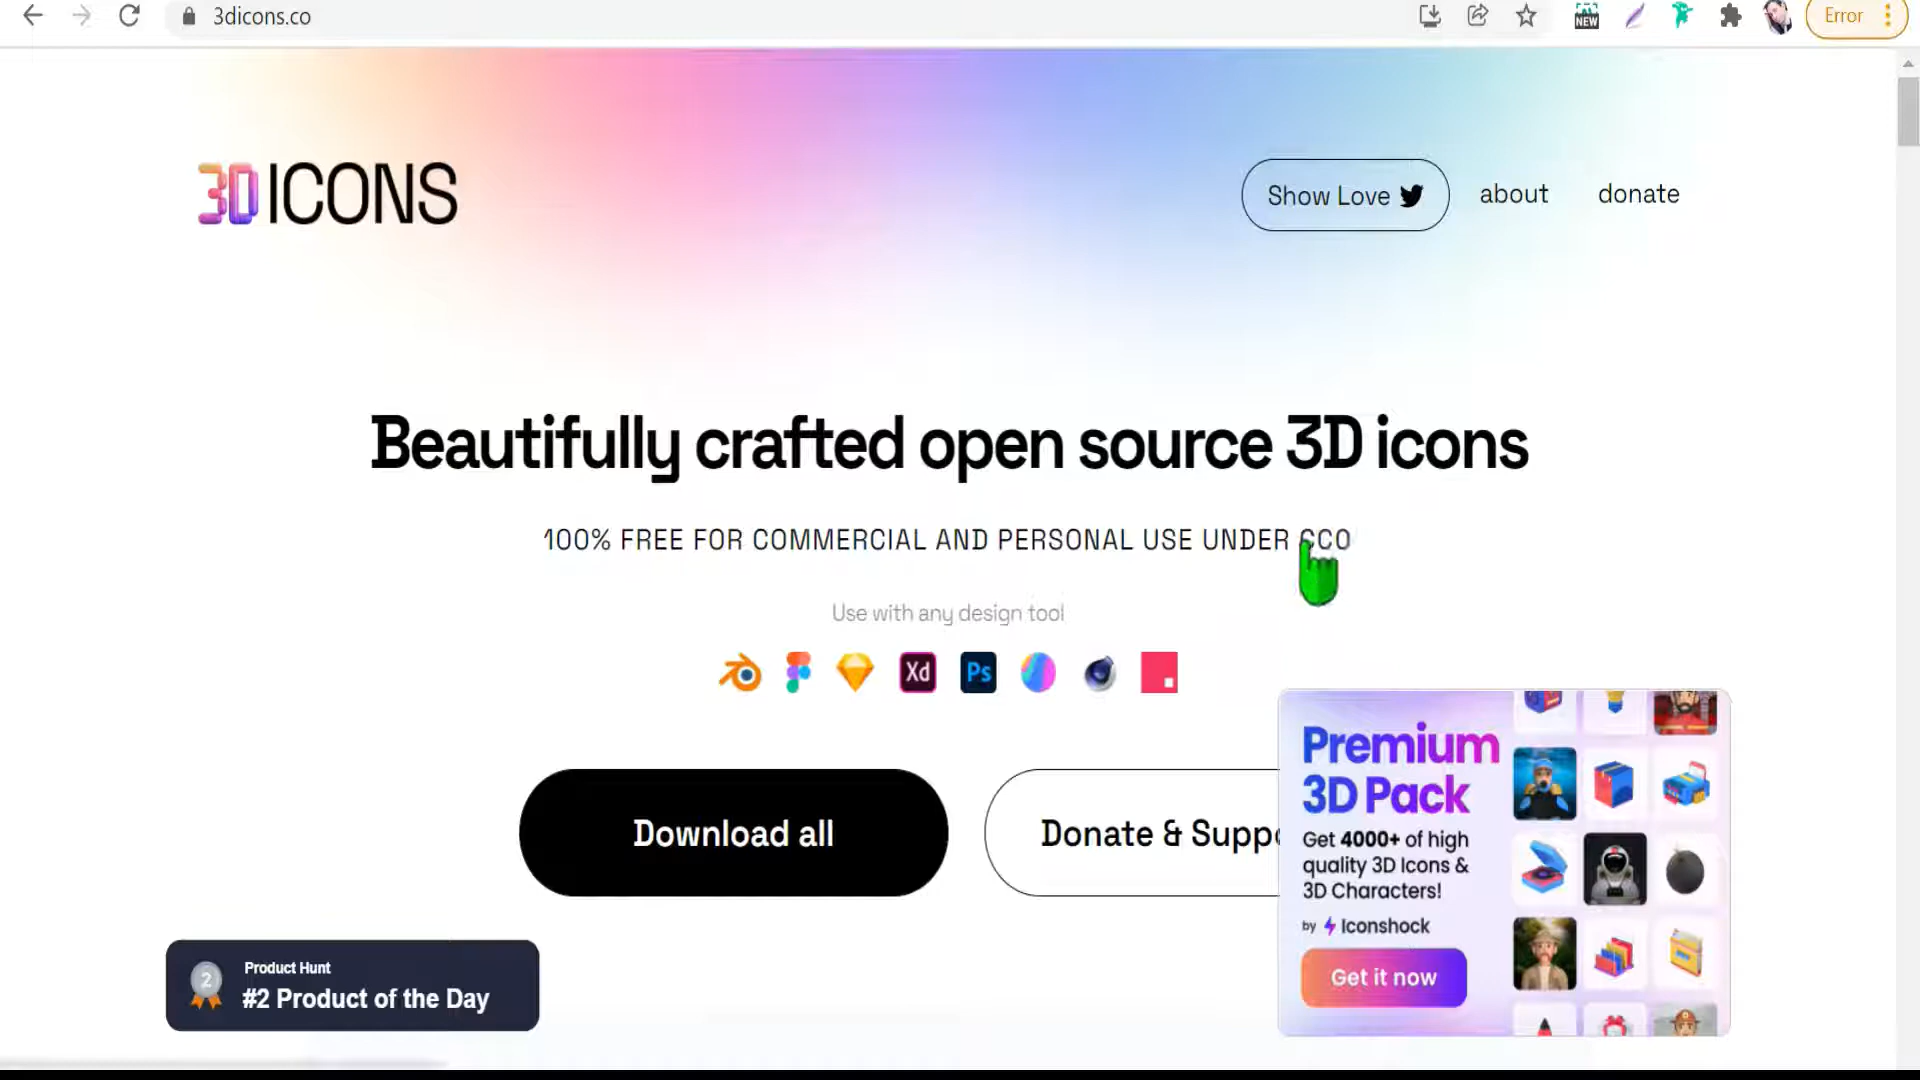 3dicons.co
NEW
Error
3D ICONS
Show Love
about
donate
Beautifully crafted open source 3D icons
100% FREE FOR COMMERCIAL AND PERSONAL USE UNDER CC0
Use with any design tool
Xd
Ps
Download all
Donate & Suppo
Premium
3D Pack
Get 4000+ of high
quality 3D Icons &
3D Characters!
by Iconshock
Get it now
2
Product Hunt
#2 Product of the Day